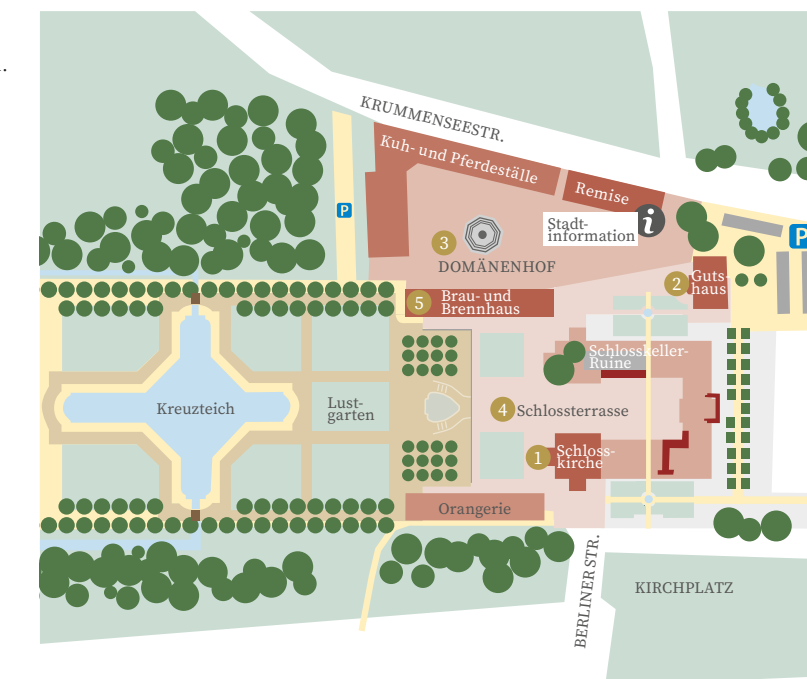 KRUMMENSEESTR.
Kuh- und Pferdeställe
Remise
P
Stadt-
information
i
P
3
DOMÄNENHOF
2
Guts-
haus
5
Brau- und
Brennhaus
Schlosskeller-
Ruine
Kreuzteich
Lust-
garten
4
Schlossterrasse
1
Schloss-
kirche
Orangerie
BERLINER STR.
KIRCHPLATZ